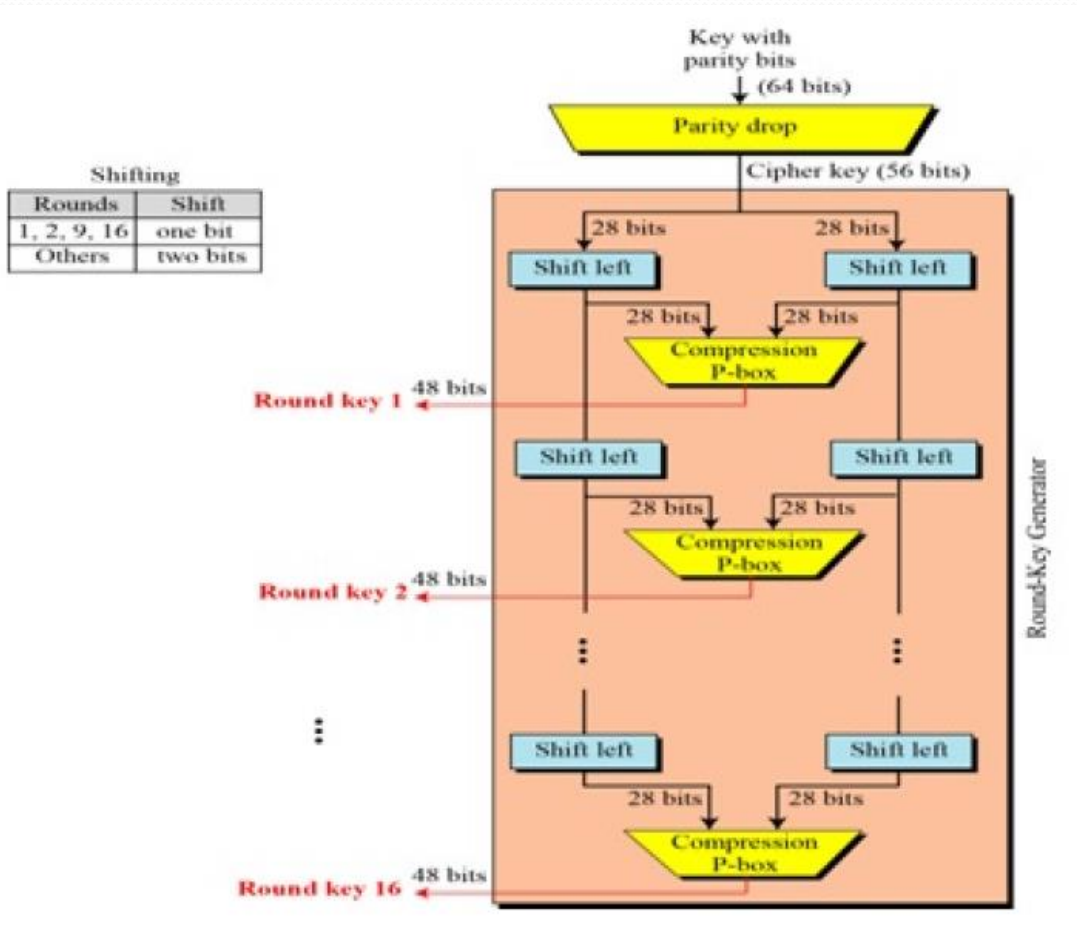 Key with
parity bits
(64 bits)
Parity drop
Cipher key (56 bits)
Shifting
Rounds Shift
1, 2, 9, 16 one bit
Others two bits
28 bits 28 bits
Shift left Shift left
28 bits 28 bits
Compression
P-box
48 bits
Round key 1
Shift left Shift left
28 bits 28 bits
Compression
P-box
48 bits
Round key 2
Round-Key Generator
Shift left Shift left
28 bits 28 bits
Compression
P-box
48 bits
Round key 16